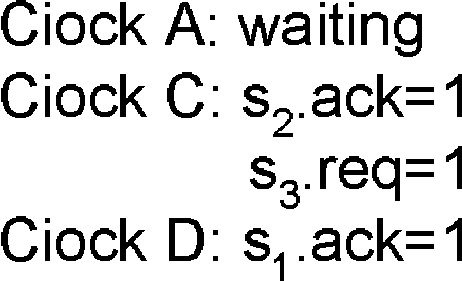 Ciock A: waiting
Ciock C: s₂.ack=1
s₃.req=1
Ciock D: s₁.ack=1